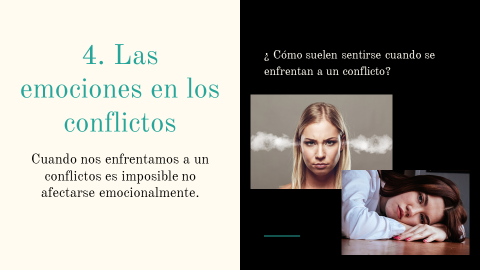 4. Las
emociones en los
conflictos
Cuando nos enfrentamos a un
conflictos es imposible no
afectarse emocionalmente.
¿ Cómo suelen sentirse cuando se
enfrentan a un conflicto?